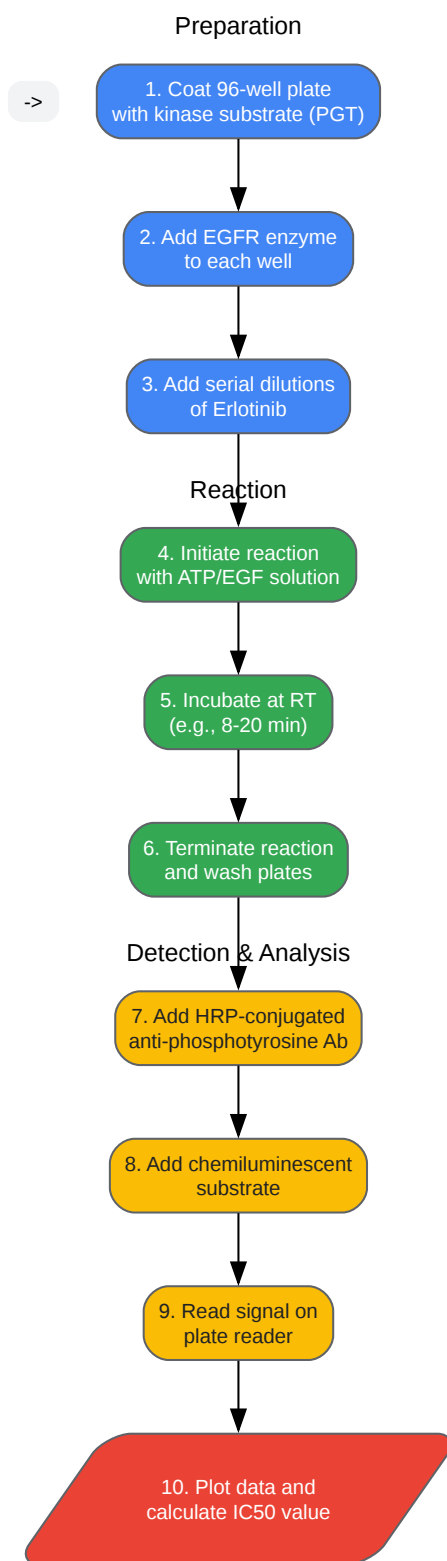 Preparation
->
1. Coat 96-well plate
with kinase substrate (PGT)
2. Add EGFR enzyme
to each well
3. Add serial dilutions
of Erlotinib
Reaction
4. Initiate reaction
with ATP/EGF solution
5. Incubate at RT
(e.g., 8-20 min)
6. Terminate reaction
and wash plates
Detection & Analysis
7. Add HRP-conjugated
anti-phosphotyrosine Ab
8. Add chemiluminescent
substrate
9. Read signal on
plate reader
10. Plot data and
calculate IC50 value